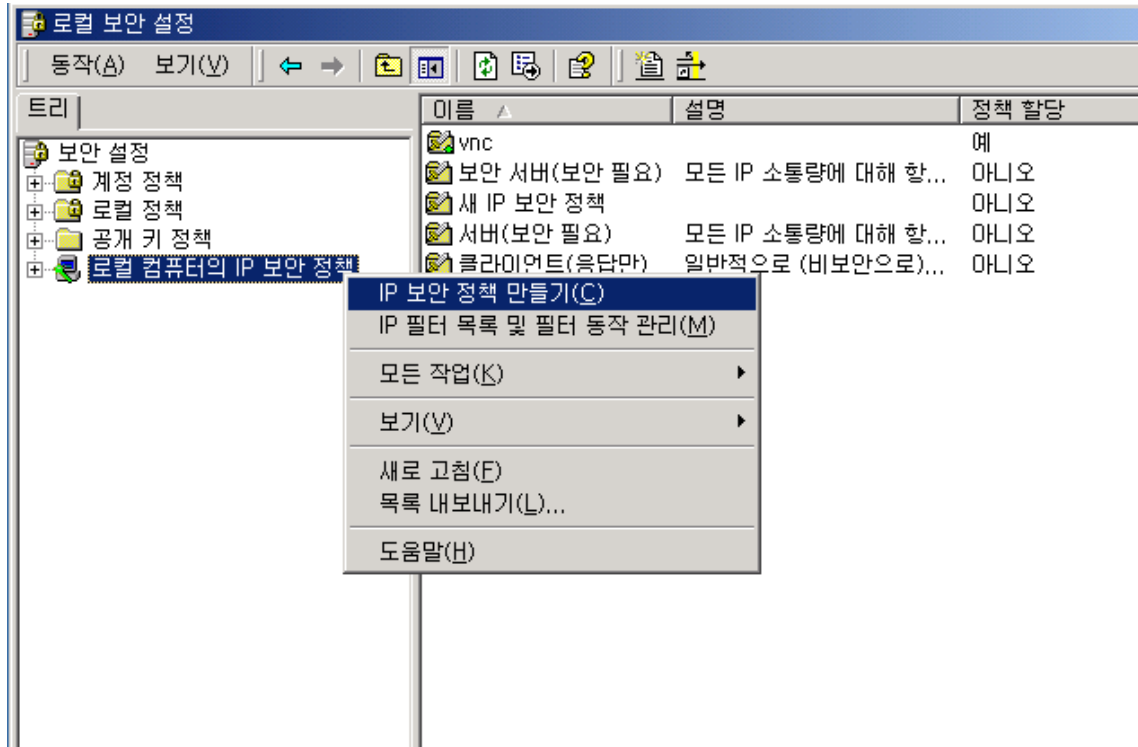 로컬 보안 설정
동작(A) 보기(V)
트리
이름 설명 정책 할당
보안 설정
계정 정책
로컬 정책
공개 키 정책
로컬 컴퓨터의 IP 보안 정책
vnc 예
보안 서버(보안 필요) 모든 IP 소통량에 대해 항... 아니오
새 IP 보안 정책 아니오
서버(보안 필요) 모든 IP 소통량에 대해 항... 아니오
클라이언트(응답만) 일반적으로 (비보안으로)... 아니오
IP 보안 정책 만들기(C)
IP 필터 목록 및 필터 동작 관리(M)
모든 작업(K)
보기(V)
새로 고침(F)
목록 내보내기(L)...
도움말(H)